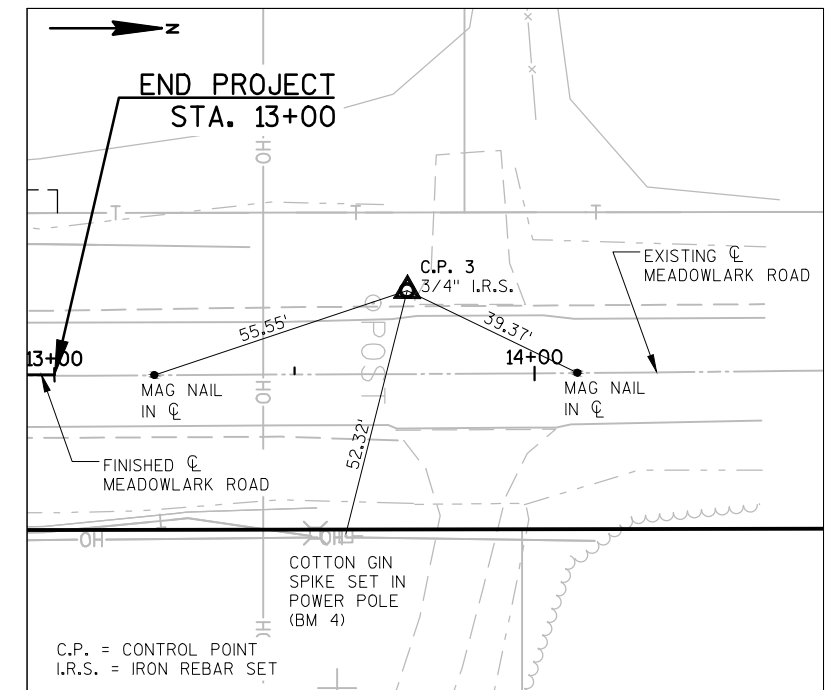 N
END PROJECT
STA. 13+00
OH
T
T
T
C.P. 3
3/4" I.R.S.
EXISTING ℄
MEADOWLARK ROAD
55.55'
39.37'
@POST
13+00
14+00
MAG NAIL
IN ℄
MAG NAIL
IN ℄
OH
52.32'
FINISHED ℄
MEADOWLARK ROAD
OH
OH
COTTON GIN
SPIKE SET IN
POWER POLE
(BM 4)
OH
C.P. = CONTROL POINT
I.R.S. = IRON REBAR SET